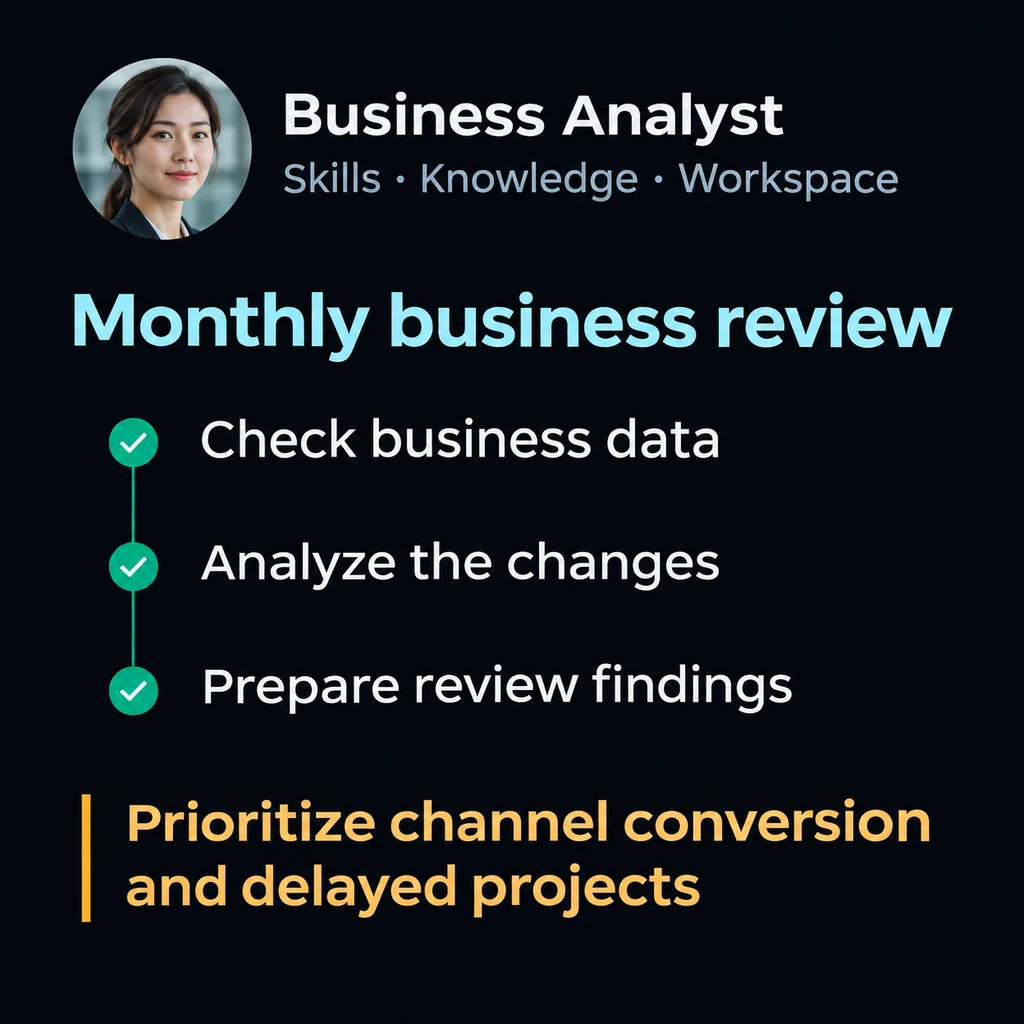 Business Analyst
Skills · Knowledge · Workspace
Monthly business review
Check business data
Analyze the changes
Prepare review findings
Prioritize channel conversion
and delayed projects